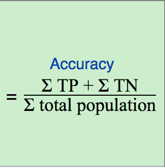 Accuracy
= Σ TP + Σ TN
Σ total population